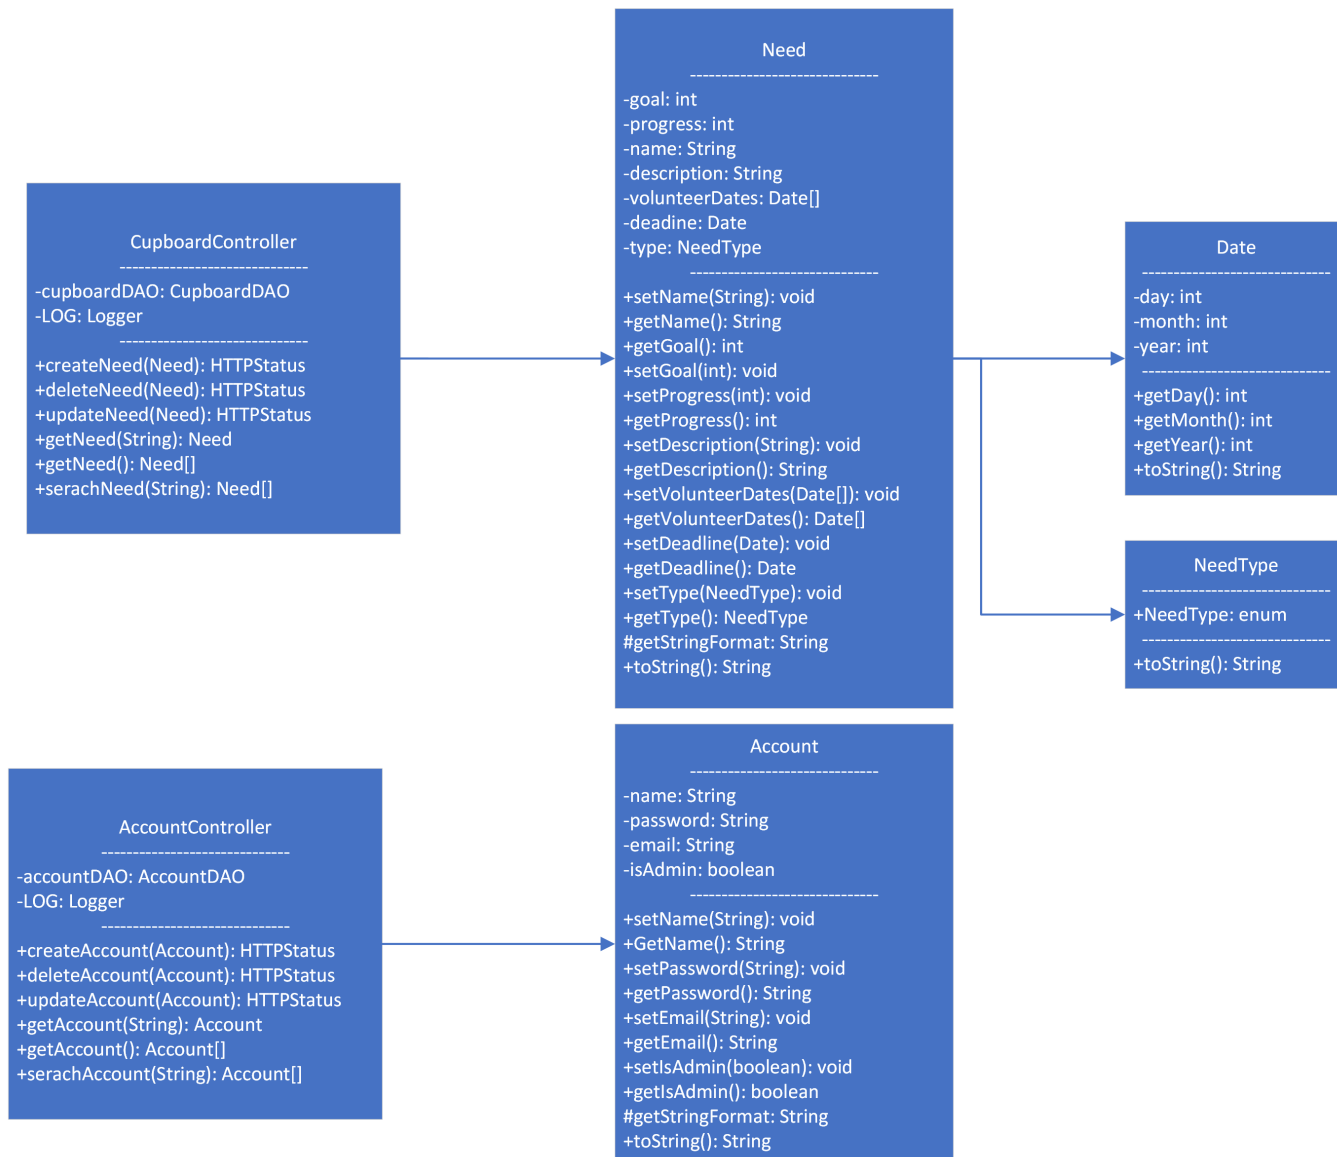 CupboardController
------------------------------
-cupboardDAO: CupboardDAO
-LOG: Logger
------------------------------
+createNeed(Need): HTTPStatus
+deleteNeed(Need): HTTPStatus
+updateNeed(Need): HTTPStatus
+getNeed(String): Need
+getNeed(): Need[]
+serachNeed(String): Need[]
Need
------------------------------
-goal: int
-progress: int
-name: String
-description: String
-volunteerDates: Date[]
-deadine: Date
-type: NeedType
------------------------------
+setName(String): void
+getName(): String
+getGoal(): int
+setGoal(int): void
+setProgress(int): void
+getProgress(): int
+setDescription(String): void
+getDescription(): String
+setVolunteerDates(Date[]): void
+getVolunteerDates(): Date[]
+setDeadline(Date): void
+getDeadline(): Date
+setType(NeedType): void
+getType(): NeedType
#getStringFormat: String
+toString(): String
Date
------------------------------
-day: int
-month: int
-year: int
------------------------------
+getDay(): int
+getMonth(): int
+getYear(): int
+toString(): String
NeedType
------------------------------
+NeedType: enum
------------------------------
+toString(): String
AccountController
------------------------------
-accountDAO: AccountDAO
-LOG: Logger
------------------------------
+createAccount(Account): HTTPStatus
+deleteAccount(Account): HTTPStatus
+updateAccount(Account): HTTPStatus
+getAccount(String): Account
+getAccount(): Account[]
+serachAccount(String): Account[]
Account
------------------------------
-name: String
-password: String
-email: String
-isAdmin: boolean
------------------------------
+setName(String): void
+GetName(): String
+setPassword(String): void
+getPassword(): String
+setEmail(String): void
+getEmail(): String
+setIsAdmin(boolean): void
+getIsAdmin(): boolean
#getStringFormat: String
+toString(): String